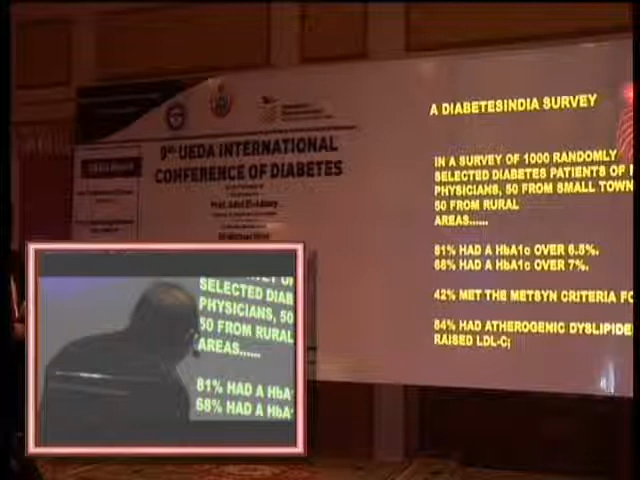 9th UEDA INTERNATIONAL
CONFERENCE OF DIABETES
A DIABETESINDIA SURVEY
IN A SURVEY OF 1000 RANDOMLY
SELECTED DIABETES PATIENTS OF
PHYSICIANS, 50 FROM SMALL TOWN
50 FROM RURAL
AREAS......
81% HAD A HbA1c OVER 6.5%.
68% HAD A HbA1c OVER 7%.
42% MET THE METSYN CRITERIA FO
84% HAD ATHEROGENIC DYSLIPIDE
RAISED LDL-C;
SELECTED DIAB
PHYSICIANS, 50
50 FROM RURAL
AREAS......
81% HAD A HbA
68% HAD A HbA